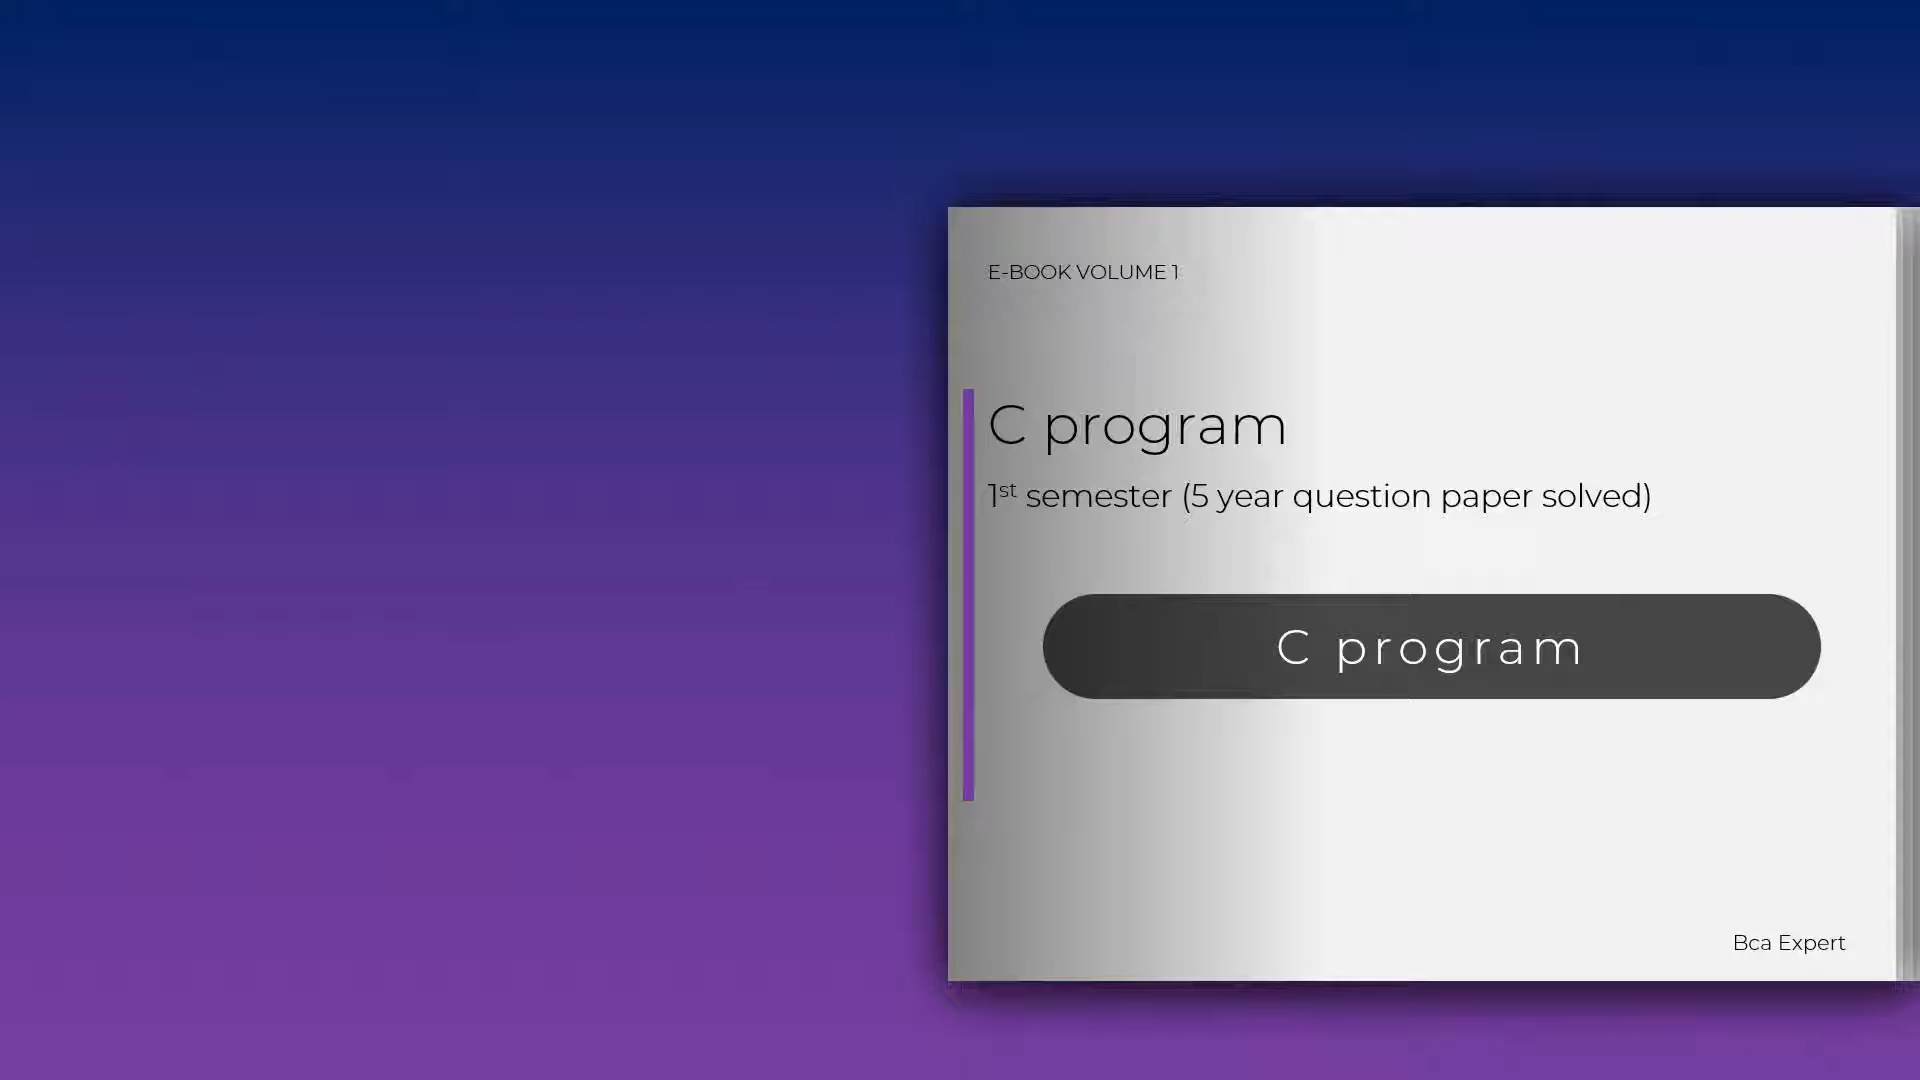 E-BOOK VOLUME 1
C program
1st semester (5 year question paper solved)
C program
Bca Expert